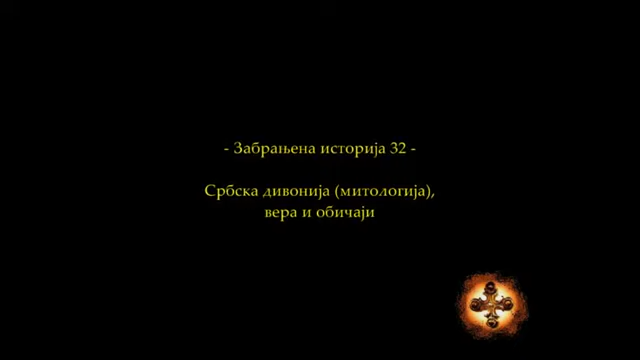 - Забрањена историја 32 -
Србска дивонија (митологија),
вера и обичаји